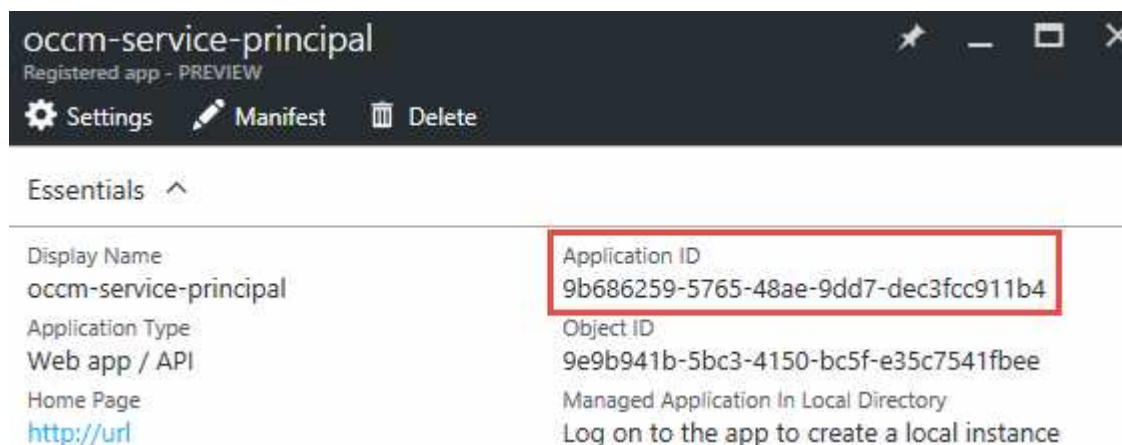 occm-service-principal
Registered app - PREVIEW
Settings Manifest Delete
Essentials
Display Name
occm-service-principal
Application ID
9b686259-5765-48ae-9dd7-dec3fcc911b4
Application Type
Web app / API
Object ID
9e9b941b-5bc3-4150-bc5f-e35c7541fbee
Home Page
http://url
Managed Application In Local Directory
Log on to the app to create a local instance